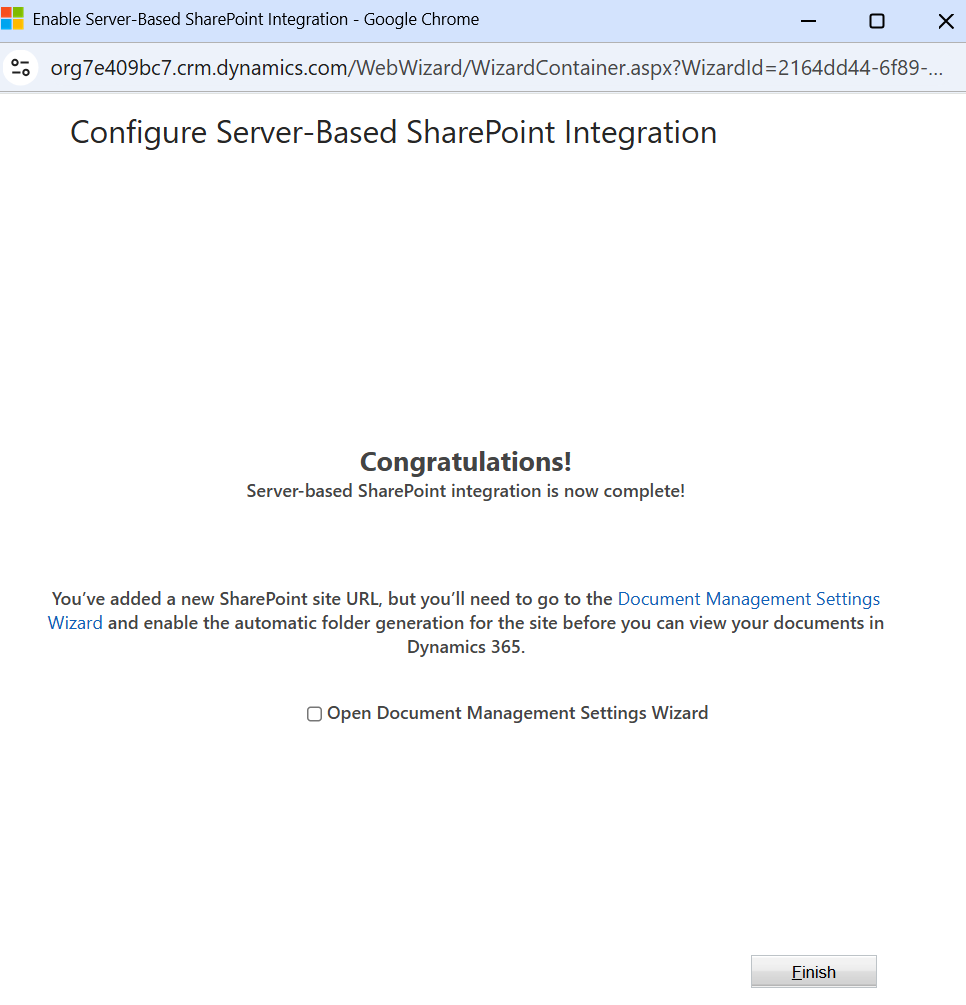 Enable Server-Based SharePoint Integration - Google Chrome
org7e409bc7.crm.dynamics.com/WebWizard/WizardContainer.aspx?WizardId=2164dd44-6f89-...
Configure Server-Based SharePoint Integration
Congratulations!
Server-based SharePoint integration is now complete!
You’ve added a new SharePoint site URL, but you’ll need to go to the Document Management Settings
Wizard and enable the automatic folder generation for the site before you can view your documents in
Dynamics 365.
Open Document Management Settings Wizard
Finish